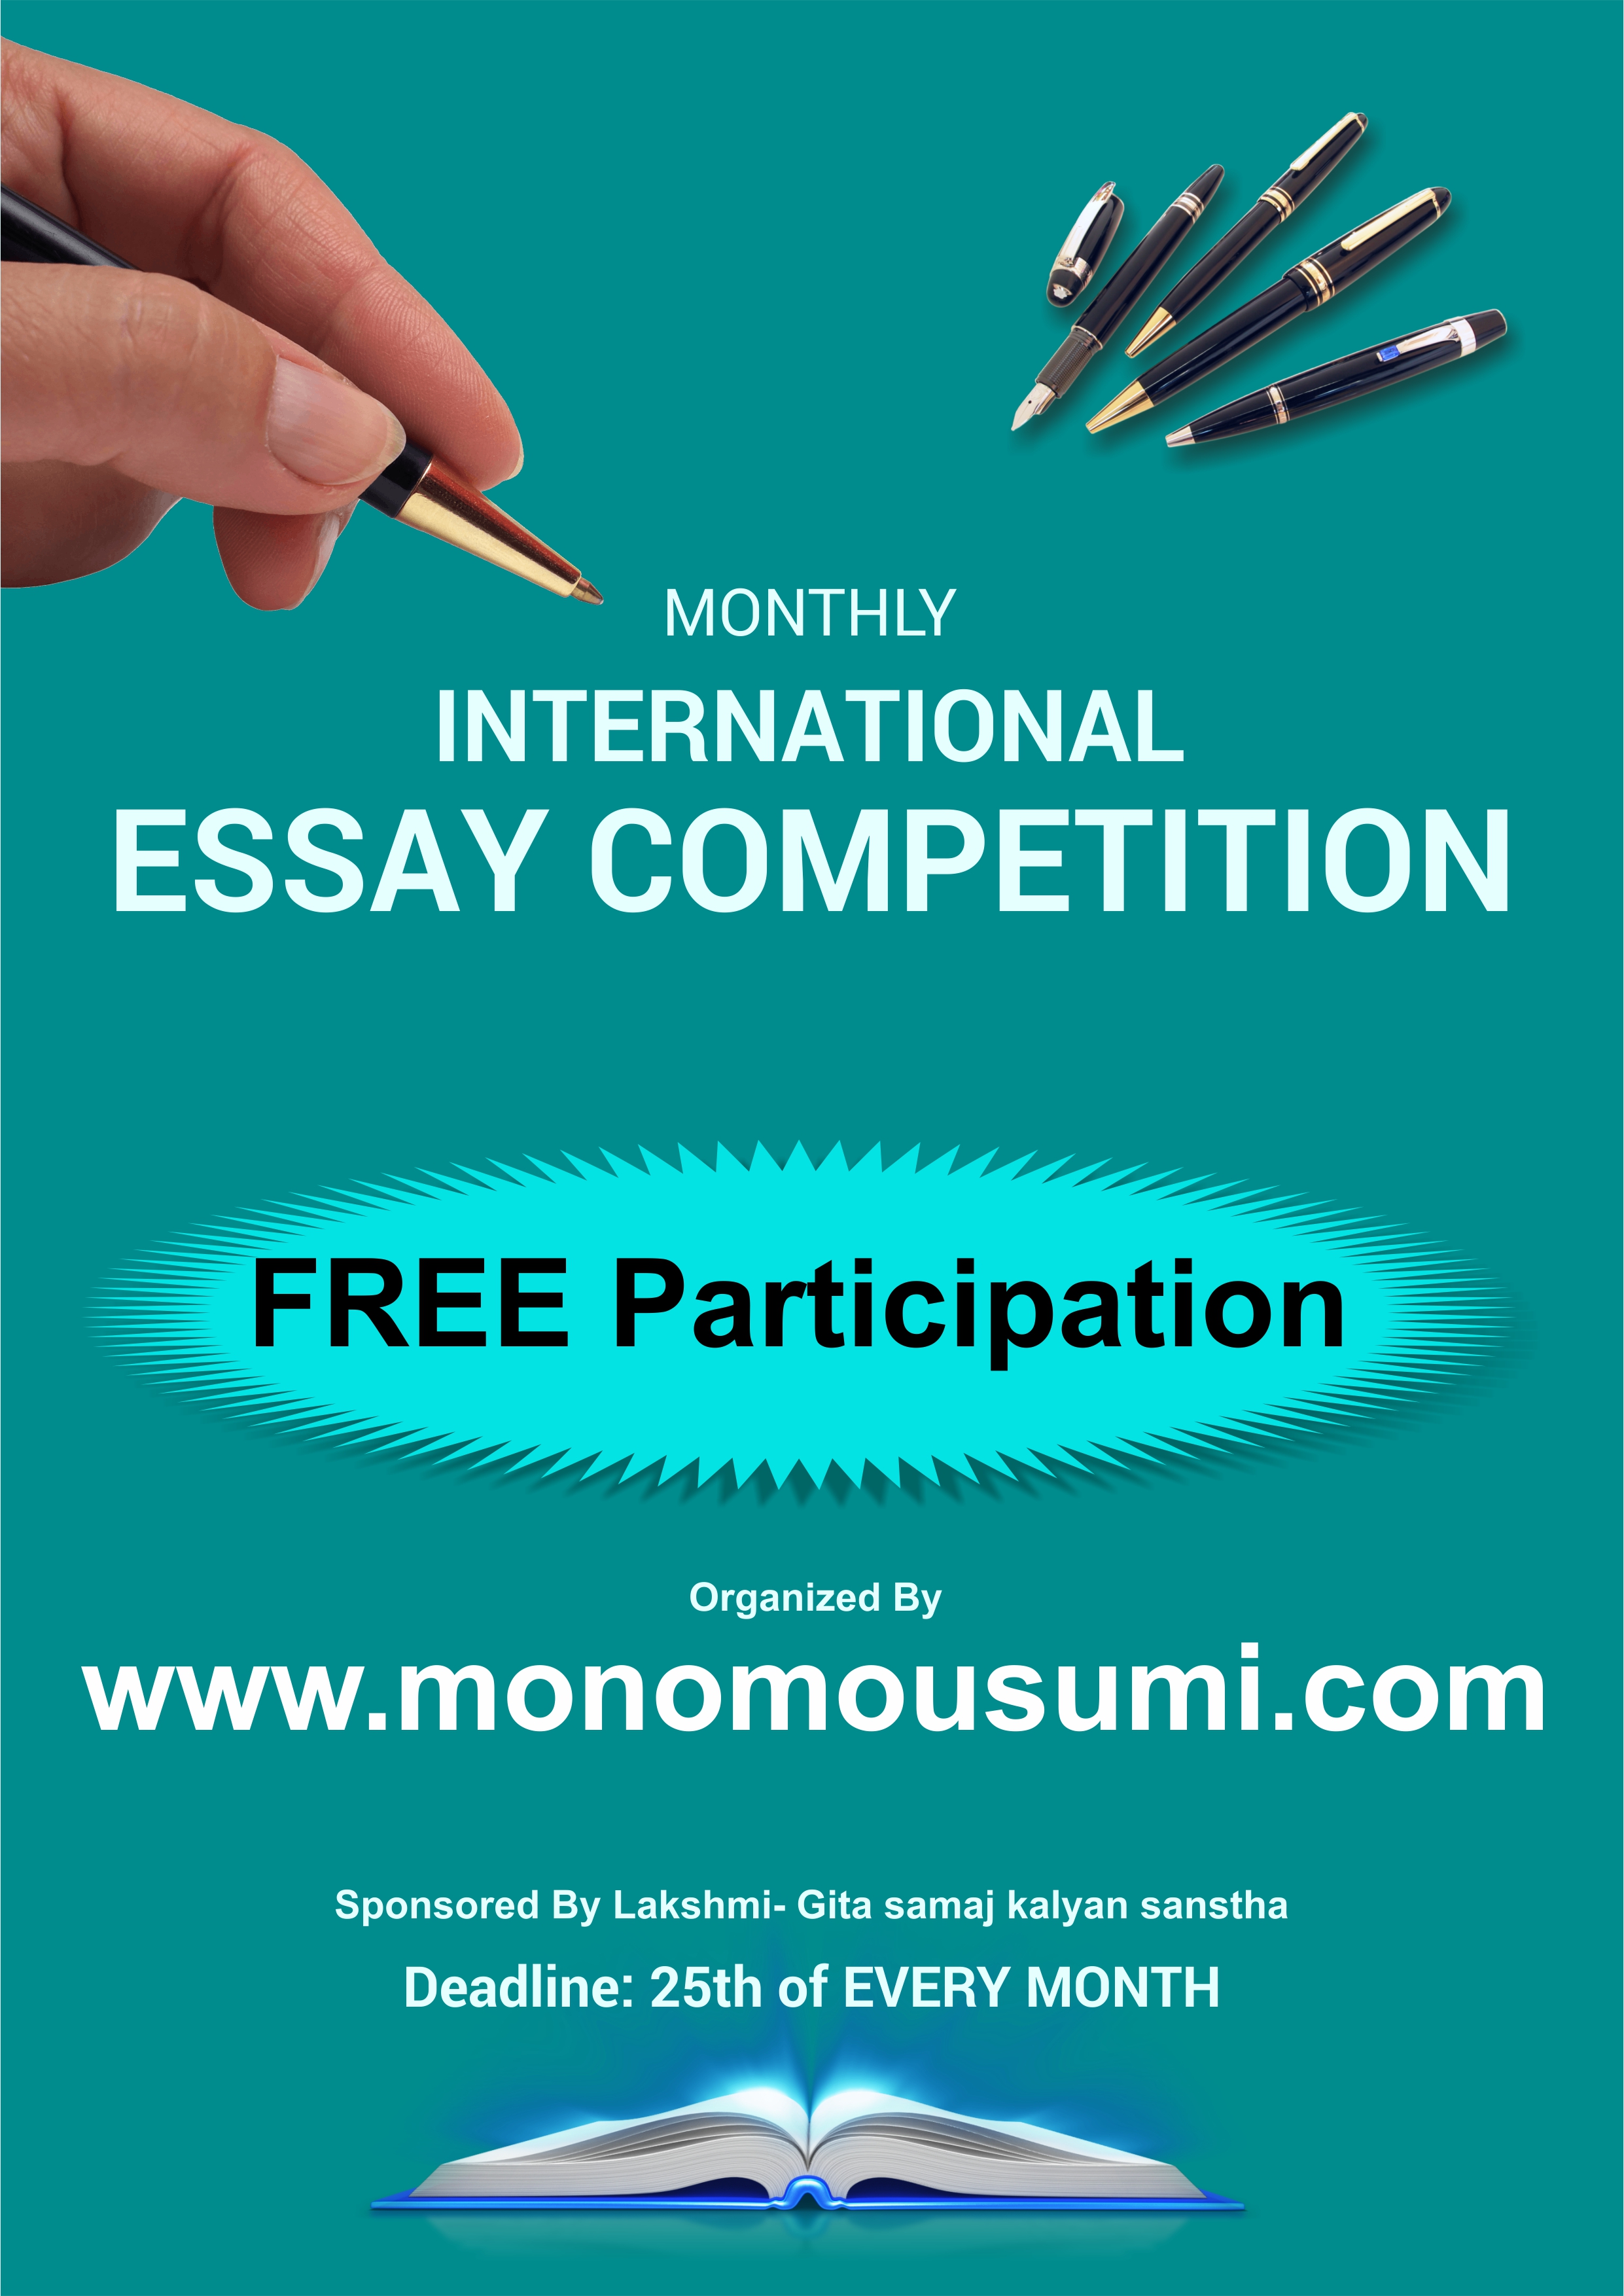 MONTHLY
INTERNATIONAL
ESSAY COMPETITION
FREE Participation
Organized By
www.monomousumi.com
Sponsored By Lakshmi- Gita samaj kalyan sanstha
Deadline: 25th of EVERY MONTH